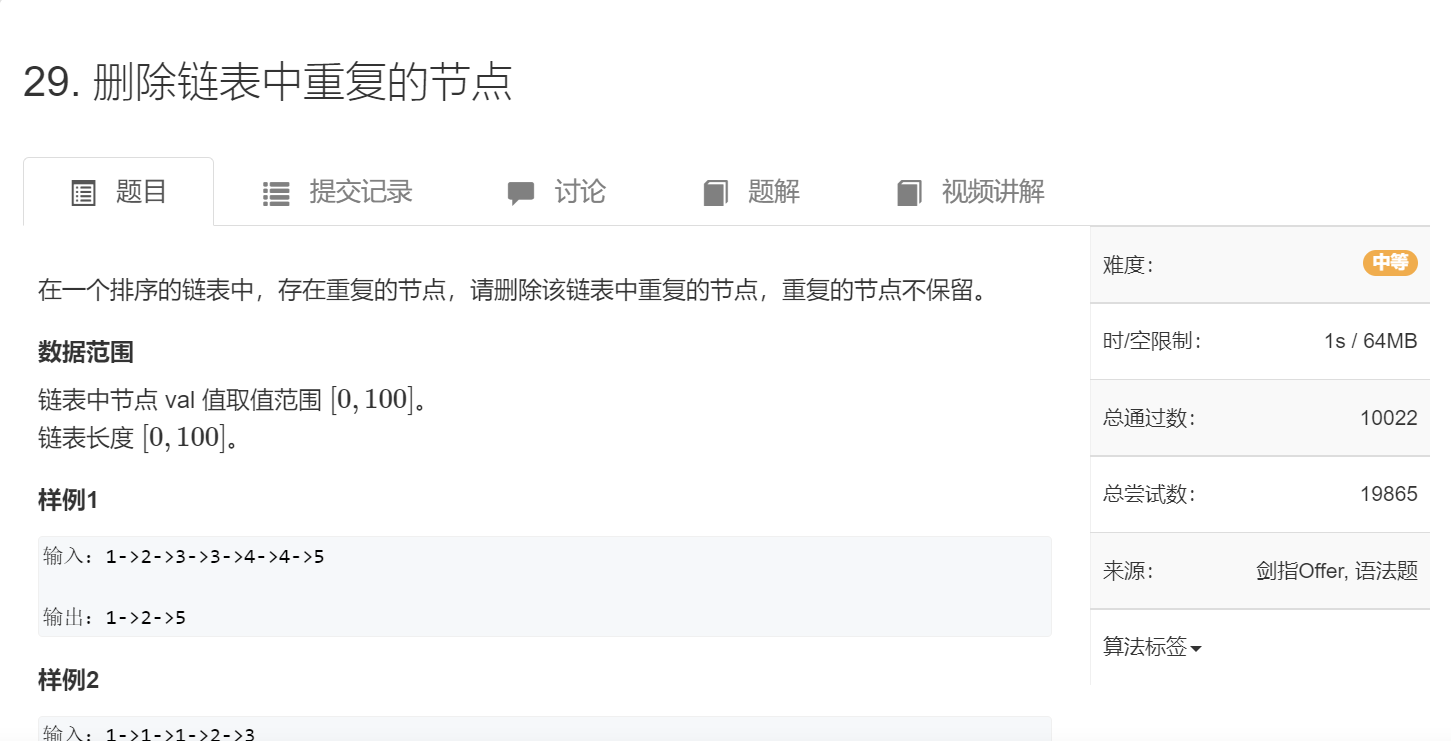 29. 删除链表中重复的节点
题目 提交记录 讨论 题解 视频讲解
在一个排序的链表中，存在重复的节点，请删除该链表中重复的节点，重复的节点不保留。
数据范围
链表中节点 val 值取值范围 [0, 100]。
链表长度 [0, 100]。
样例1
输入：1->2->3->3->4->4->5
输出：1->2->5
样例2
输入：1->1->1->2->3
难度： 中等
时/空限制： 1s / 64MB
总通过数： 10022
总尝试数： 19865
来源： 剑指Offer, 语法题
算法标签